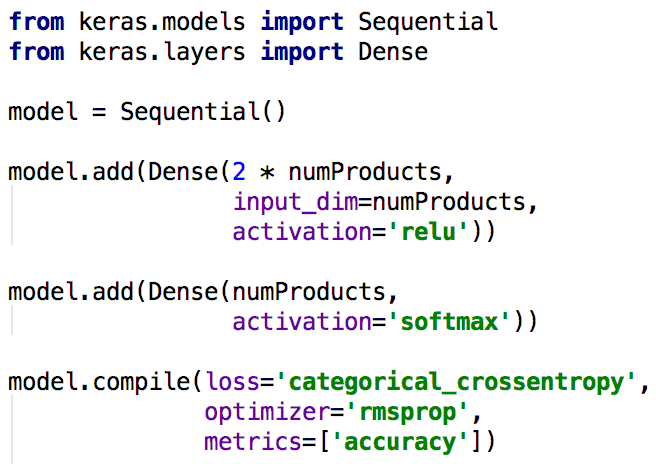 from keras.models import Sequential
from keras.layers import Dense
model = Sequential()
model.add(Dense(2 * numProducts,
input_dim=numProducts,
activation='relu'))
model.add(Dense(numProducts,
activation='softmax'))
model.compile(loss='categorical_crossentropy',
optimizer='rmsprop',
metrics=['accuracy'])